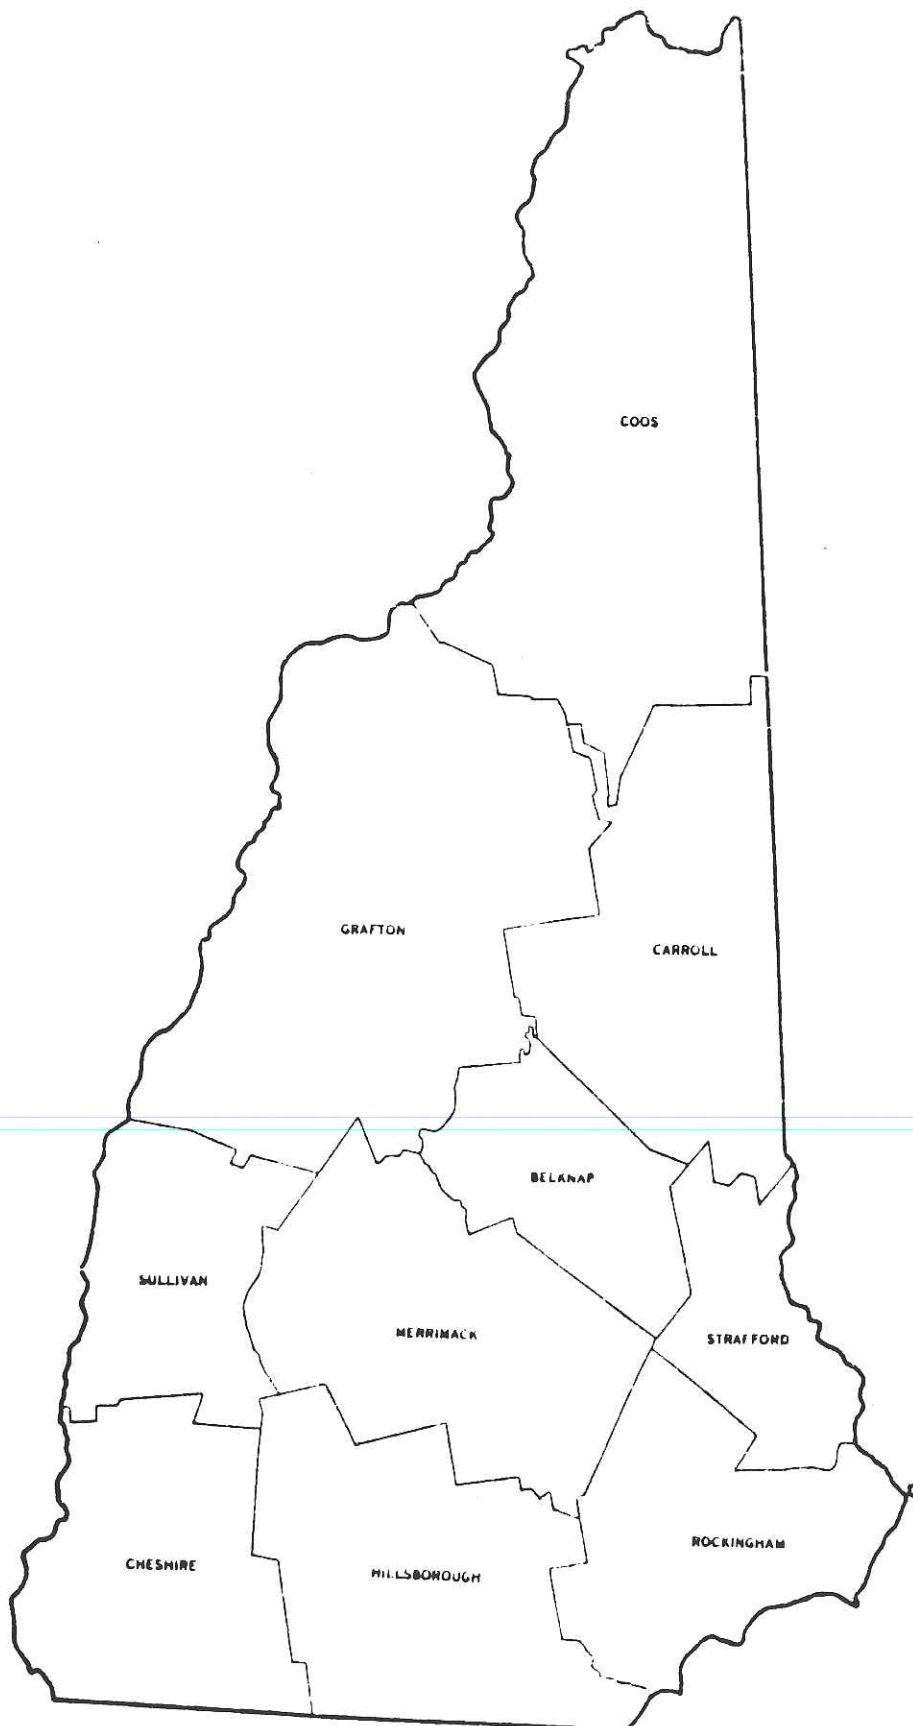 COOS
GRAFTON
CARROLL
BELKNAP
SULLIVAN
MERRIMACK
STRAFFORD
ROCKINGHAM
CHESHIRE
HILLSBOROUGH